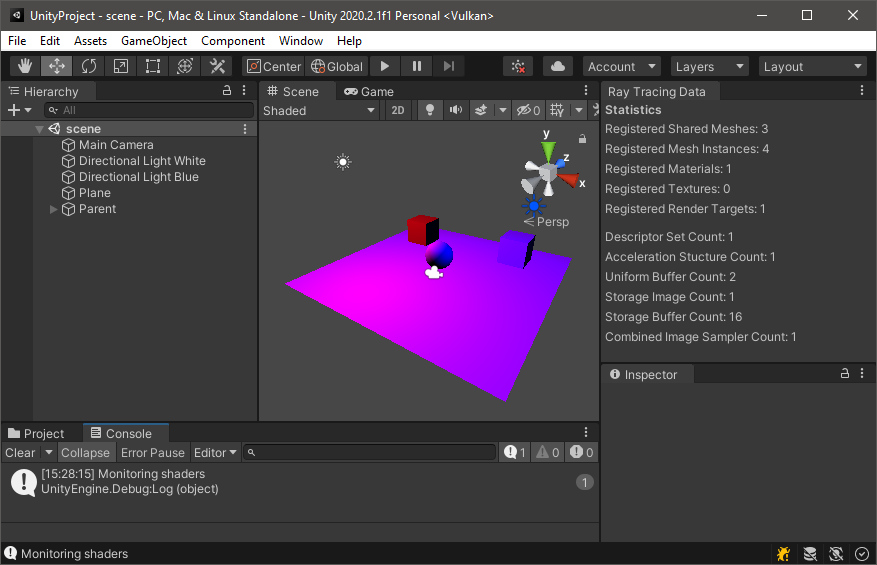 UnityProject - scene - PC, Mac & Linux Standalone - Unity 2020.2.1f1 Personal <Vulkan>
File Edit Assets GameObject Component Window Help
Center Global Account Layers Layout
Hierarchy
All
scene
Main Camera
Directional Light White
Directional Light Blue
Plane
Parent
Scene Game
Shaded 2D 0
y
z
x
Persp
Ray Tracing Data
Statistics
Registered Shared Meshes: 3
Registered Mesh Instances: 4
Registered Materials: 1
Registered Textures: 0
Registered Render Targets: 1
Descriptor Set Count: 1
Acceleration Stucture Count: 1
Uniform Buffer Count: 2
Storage Image Count: 1
Storage Buffer Count: 16
Combined Image Sampler Count: 1
Inspector
Project Console
Clear Collapse Error Pause Editor 1 0 0
[15:28:15] Monitoring shaders
UnityEngine.Debug:Log (object)
1
Monitoring shaders